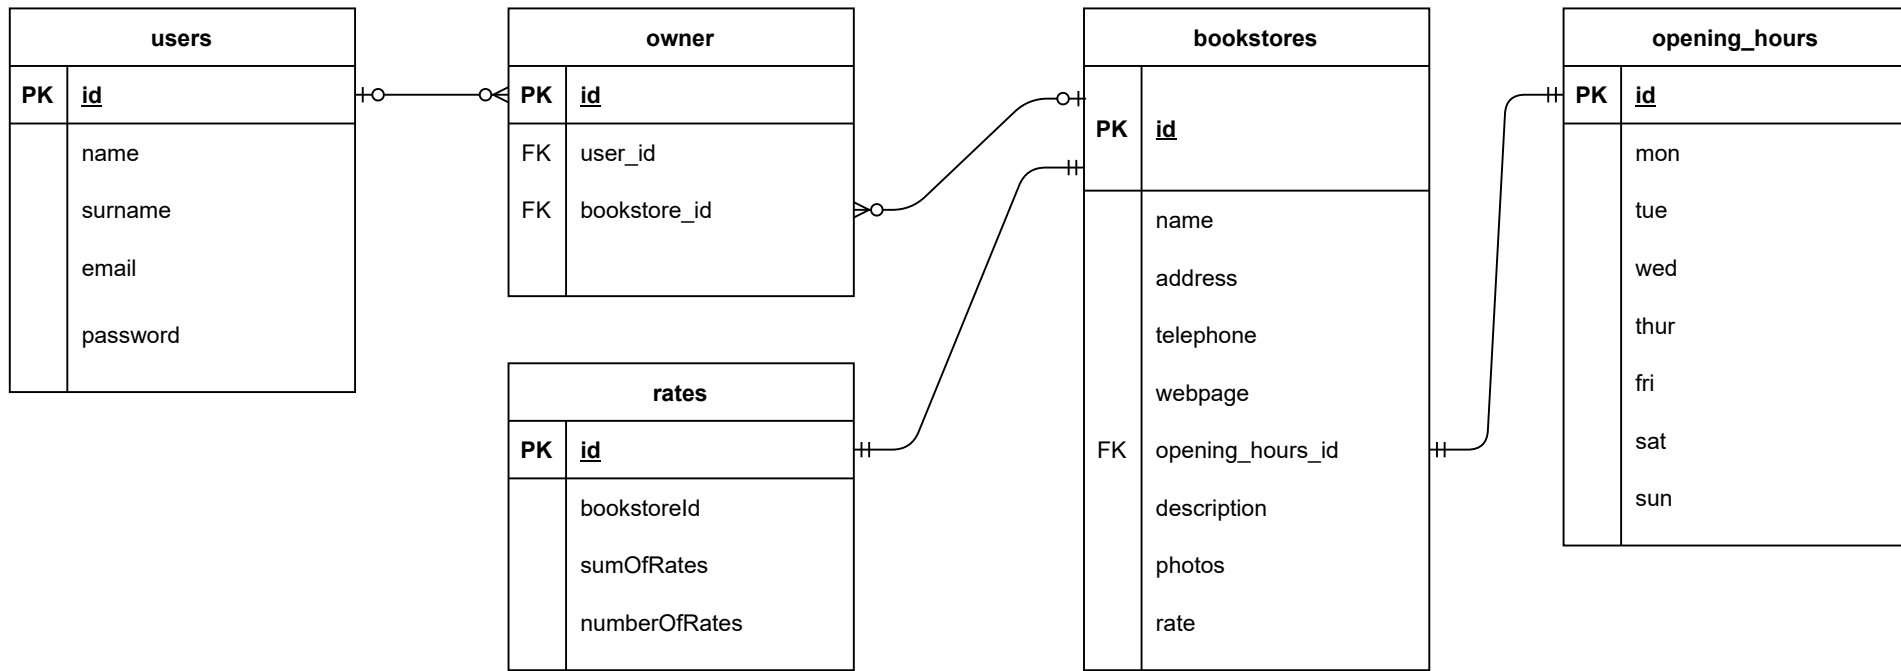 users
PK id
name
surname
email
password
owner
PK id
FK user_id
FK bookstore_id
rates
PK id
bookstoreId
sumOfRates
numberOfRates
bookstores
PK id
name
address
telephone
webpage
FK opening_hours_id
description
photos
rate
opening_hours
PK id
mon
tue
wed
thur
fri
sat
sun